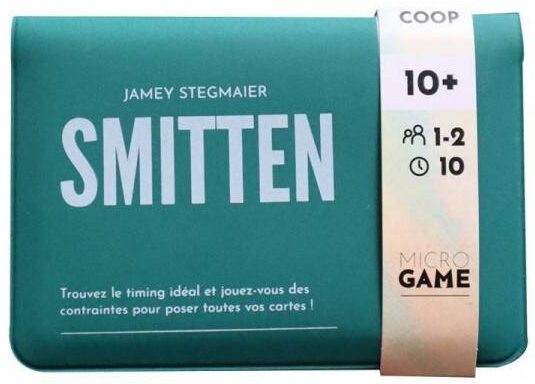 JAMEY STEGMAIER
SMITTEN
Trouvez le timing idéal et jouez-vous des
contraintes pour poser toutes vos cartes !
COOP
10+
1-2
10
MICRO
GAME